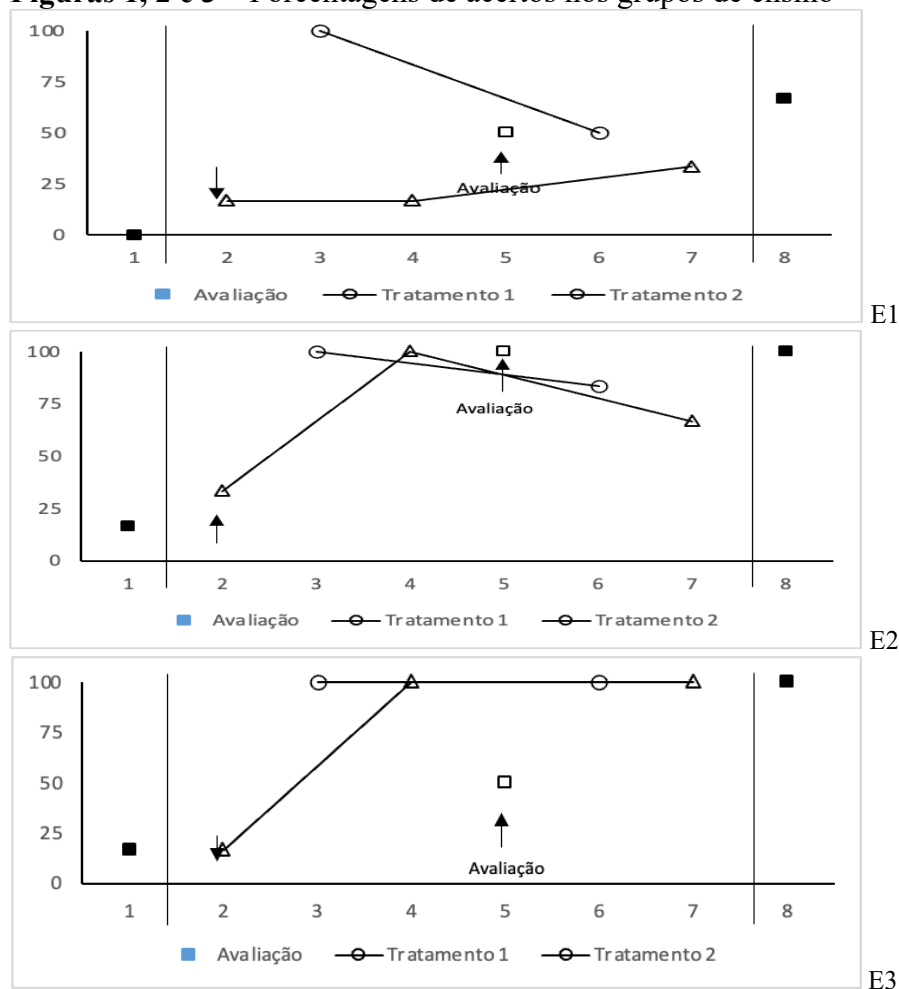 Figuras 1, 2 e 3 – Porcentagens de acertos nos grupos de ensino
100
75
50
25
0
Avaliação
1 2 3 4 5 6 7 8
Avaliação Tratamento 1 Tratamento 2
E1
100
75
50
25
0
Avaliação
1 2 3 4 5 6 7 8
Avaliação Tratamento 1 Tratamento 2
E2
100
75
50
25
0
Avaliação
1 2 3 4 5 6 7 8
Avaliação Tratamento 1 Tratamento 2
E3